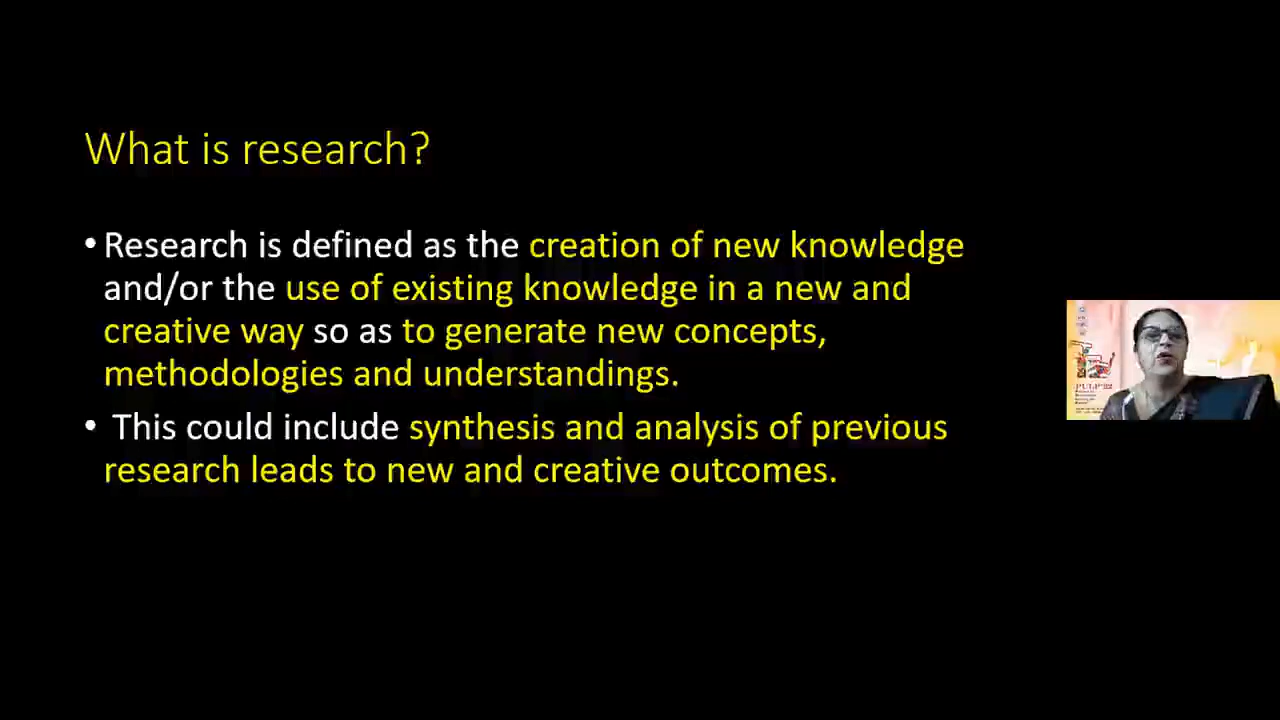 What is research?
• Research is defined as the creation of new knowledge
and/or the use of existing knowledge in a new and
creative way so as to generate new concepts,
methodologies and understandings.
• This could include synthesis and analysis of previous
research leads to new and creative outcomes.
PULP'22